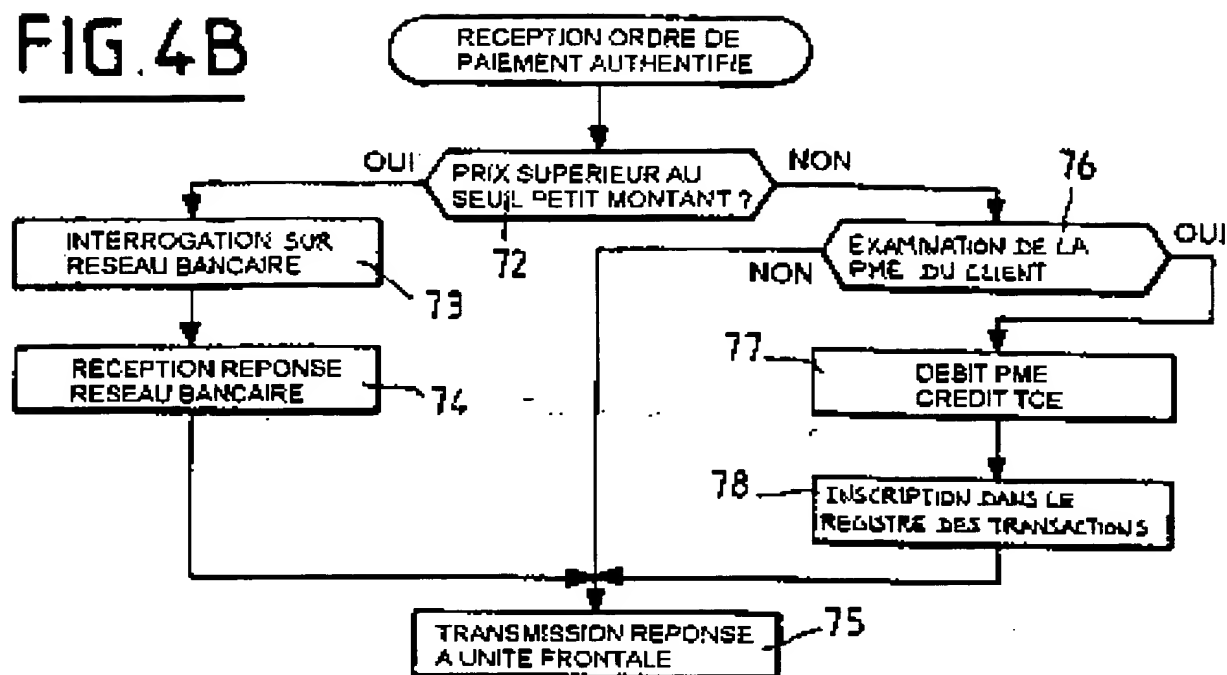 FIG.4B
RECEPTION ORDRE DE
PAIEMENT AUTHENTIFIE
OUI
PRIX SUPERIEUR AU
SEUIL PETIT MONTANT ?
NON
72
76
INTERROGATION SUR
RESEAU BANCAIRE
73
EXAMINATION DE LA
PME DU CLIENT
NON
OUI
RECEPTION REPONSE
RESEAU BANCAIRE
74
77
DEBIT PME
CREDIT TCE
78
INSCRIPTION DANS LE
REGISTRE DES TRANSACTIONS
TRANSMISSION REPONSE
A UNITE FRONTALE
75